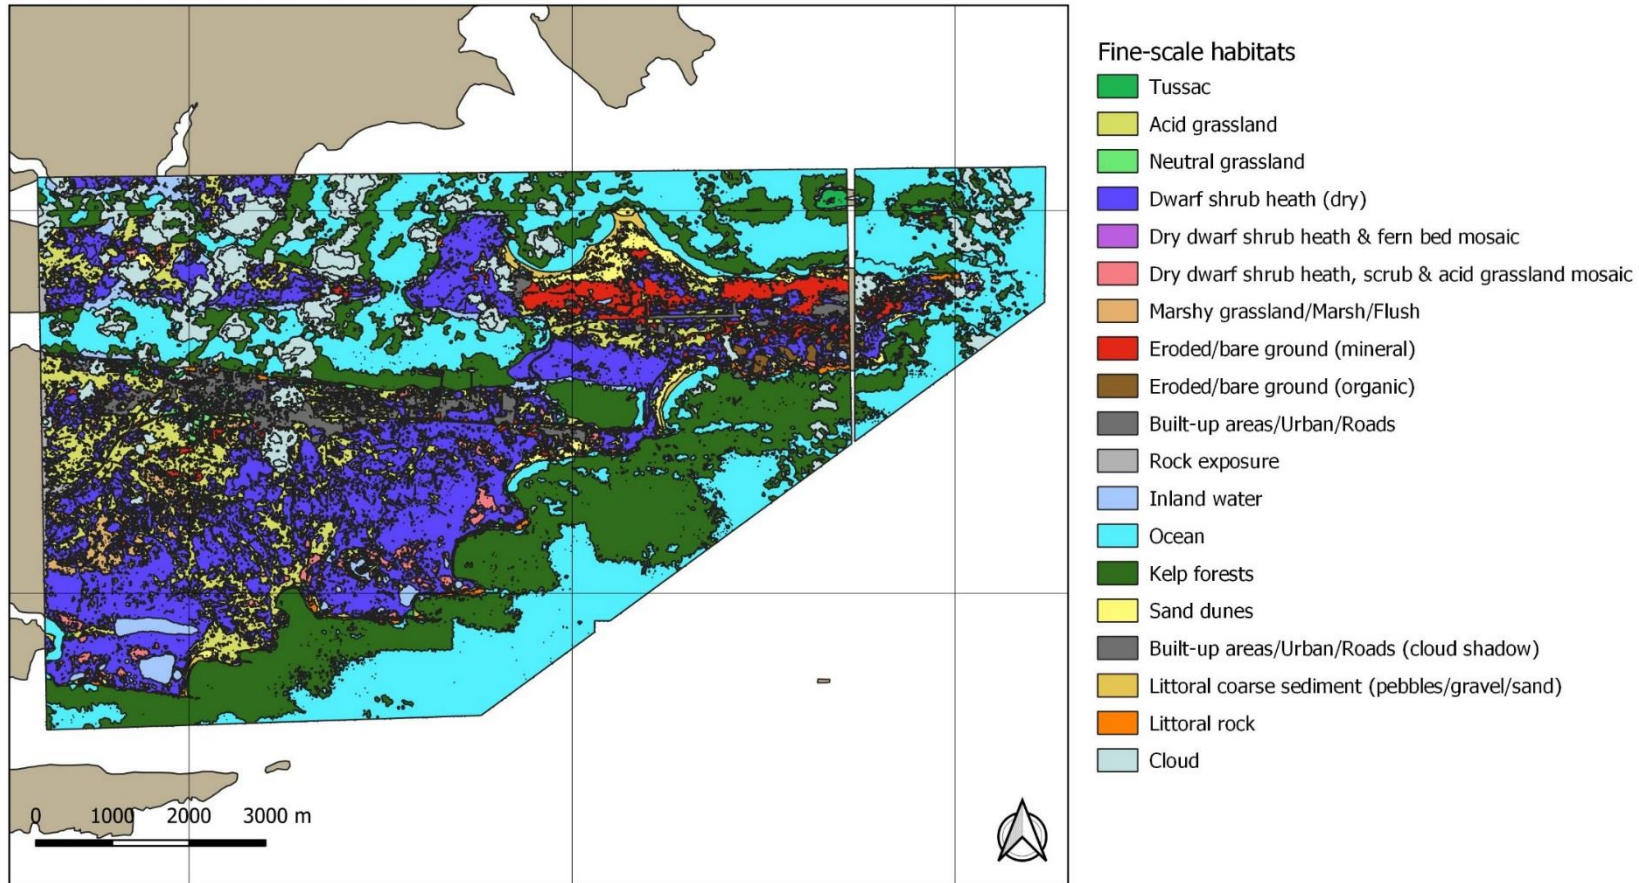 Fine-scale habitats
Tussac
Acid grassland
Neutral grassland
Dwarf shrub heath (dry)
Dry dwarf shrub heath & fern bed mosaic
Dry dwarf shrub heath, scrub & acid grassland mosaic
Marshy grassland/Marsh/Flush
Eroded/bare ground (mineral)
Eroded/bare ground (organic)
Built-up areas/Urban/Roads
Rock exposure
Inland water
Ocean
Kelp forests
Sand dunes
Built-up areas/Urban/Roads (cloud shadow)
Littoral coarse sediment (pebbles/gravel/sand)
Littoral rock
Cloud
0 1000 2000 3000 m